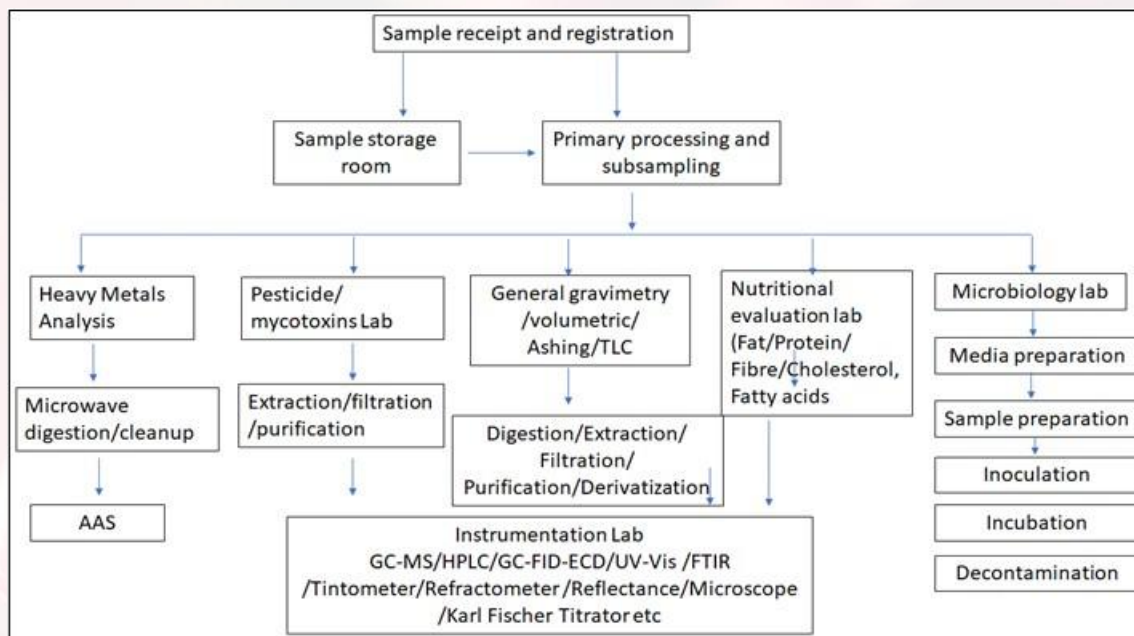 Sample receipt and registration
Sample storage
room
Primary processing and
subsampling
Heavy Metals
Analysis
Pesticide/
mycotoxins Lab
General gravimetry
/volumetric/
Ashing/TLC
Nutritional
evaluation lab
(Fat/Protein/
Fibre/Cholesterol,
Fatty acids
Microbiology lab
Microwave
digestion/cleanup
Extraction/filtration
/purification
Digestion/Extraction/
Filtration/
Purification/Derivatization
Media preparation
Sample preparation
Inoculation
Incubation
Decontamination
AAS
Instrumentation Lab
GC-MS/HPLC/GC-FID-ECD/UV-Vis /FTIR
/Tintometer/Refractometer/Reflectance/Microscope
/Karl Fischer Titrator etc